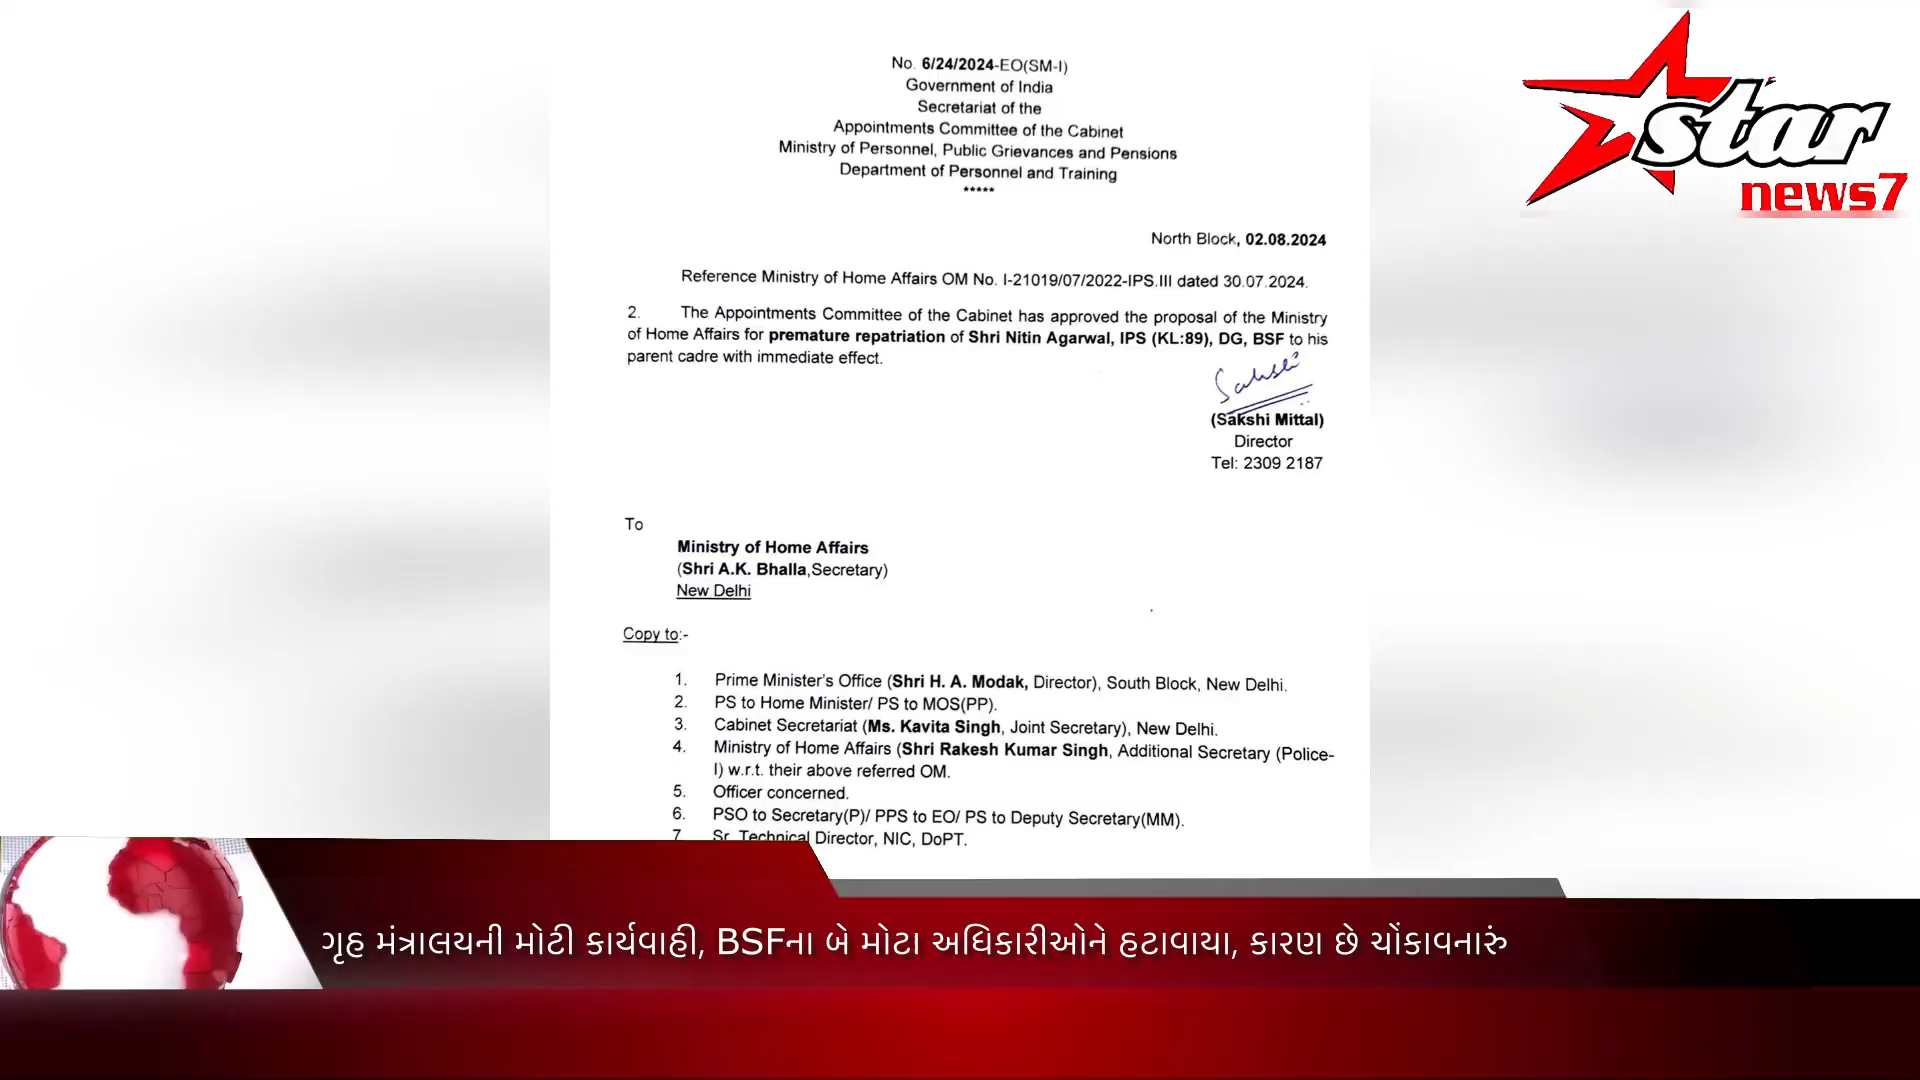 No. 6/24/2024-EO(SM-I)
Government of India
Secretariat of the
Appointments Committee of the Cabinet
Ministry of Personnel, Public Grievances and Pensions
Department of Personnel and Training
*****
North Block, 02.08.2024
Reference Ministry of Home Affairs OM No. I-21019/07/2022-IPS.III dated 30.07.2024.
2. The Appointments Committee of the Cabinet has approved the proposal of the Ministry
of Home Affairs for premature repatriation of Shri Nitin Agarwal, IPS (KL:89), DG, BSF to his
parent cadre with immediate effect.
Sakshi
(Sakshi Mittal)
Director
Tel: 2309 2187
To
Ministry of Home Affairs
(Shri A.K. Bhalla,Secretary)
New Delhi
Copy to:-
1. Prime Minister's Office (Shri H. A. Modak, Director), South Block, New Delhi.
2. PS to Home Minister/ PS to MOS(PP).
3. Cabinet Secretariat (Ms. Kavita Singh, Joint Secretary), New Delhi.
4. Ministry of Home Affairs (Shri Rakesh Kumar Singh, Additional Secretary (Police-
I) w.r.t. their above referred OM.
5. Officer concerned.
6. PSO to Secretary(P)/ PPS to EO/ PS to Deputy Secretary(MM).
7. Sr. Technical Director, NIC, DoPT.
star
news7
ગૃહ મંત્રાલયની મોટી કાર્યવાહી, BSFના બે મોટા અધિકારીઓને હટાવાયા, કારણ છે ચોંકાવનારું